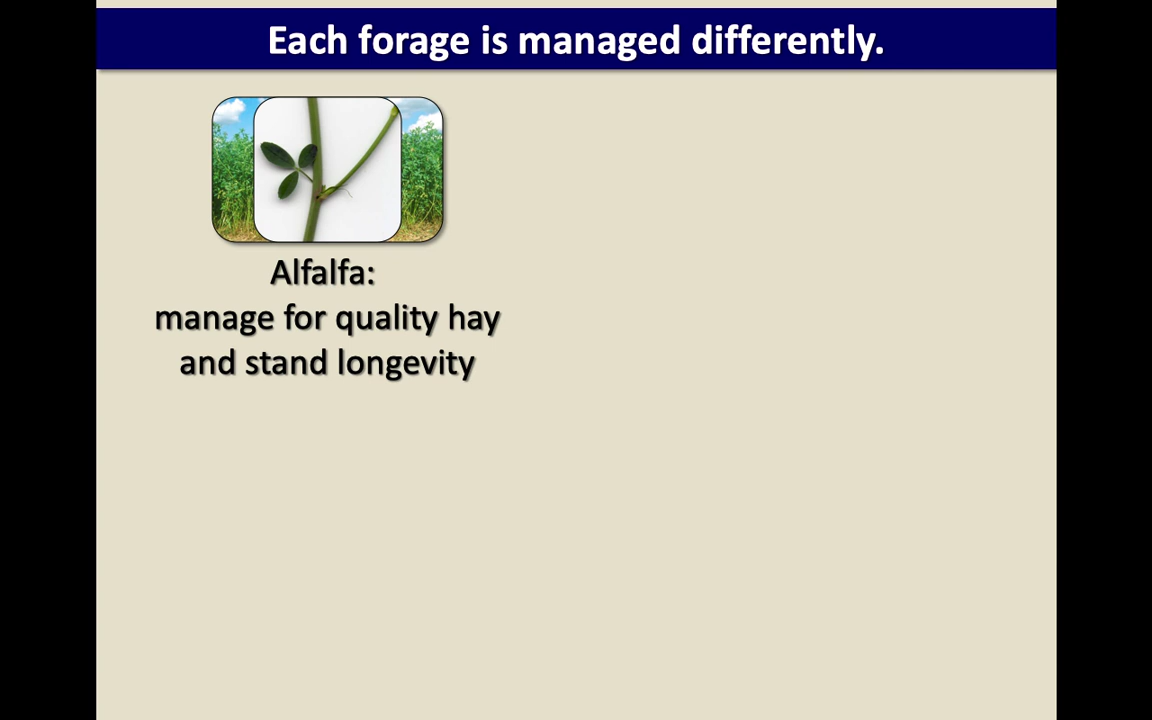 Each forage is managed differently.
Alfalfa:
manage for quality hay
and stand longevity